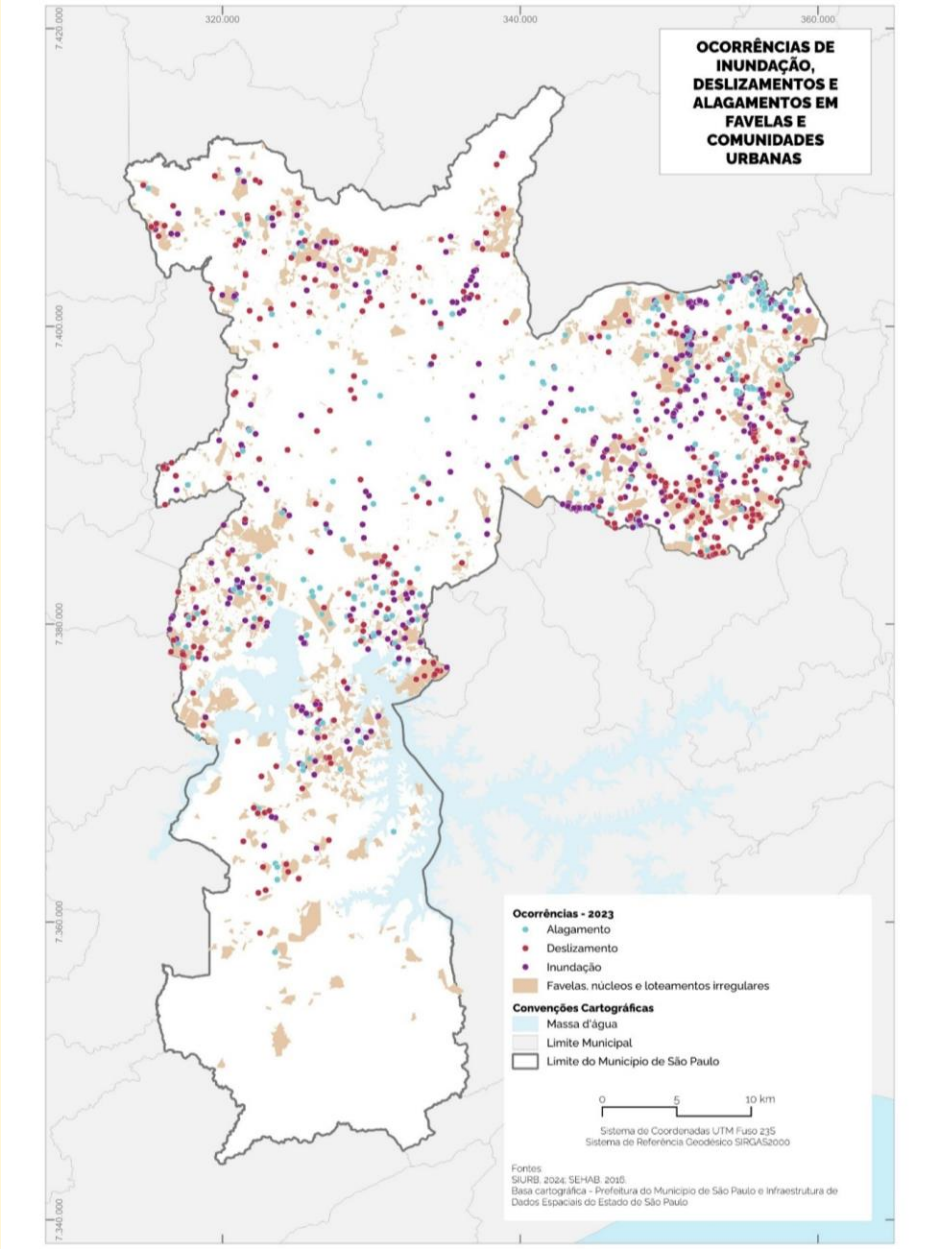 320.000
340.000
360.000
7.420.000
OCORRÊNCIAS DE
INUNDAÇÃO,
DESLIZAMENTOS E
ALAGAMENTOS EM
FAVELAS E
COMUNIDADES
URBANAS
7.400.000
7.380.000
7.360.000
Ocorrências - 2023
Alagamento
Deslizamento
Inundação
Favelas, núcleos e loteamentos irregulares
Convenções Cartográficas
Massa d'água
Limite Municipal
Limite do Município de São Paulo
0 5 10 km
Sistema de Coordenadas UTM Fuso 23S
Sistema de Referência Geodésico SIRGAS2000
Fontes
SIURB, 2024; SEHAB, 2016.
Basa cartográfica - Prefeitura do Município de São Paulo e Infraestrutura de
Dados Espaciais do Estado de São Paulo
7.340.000